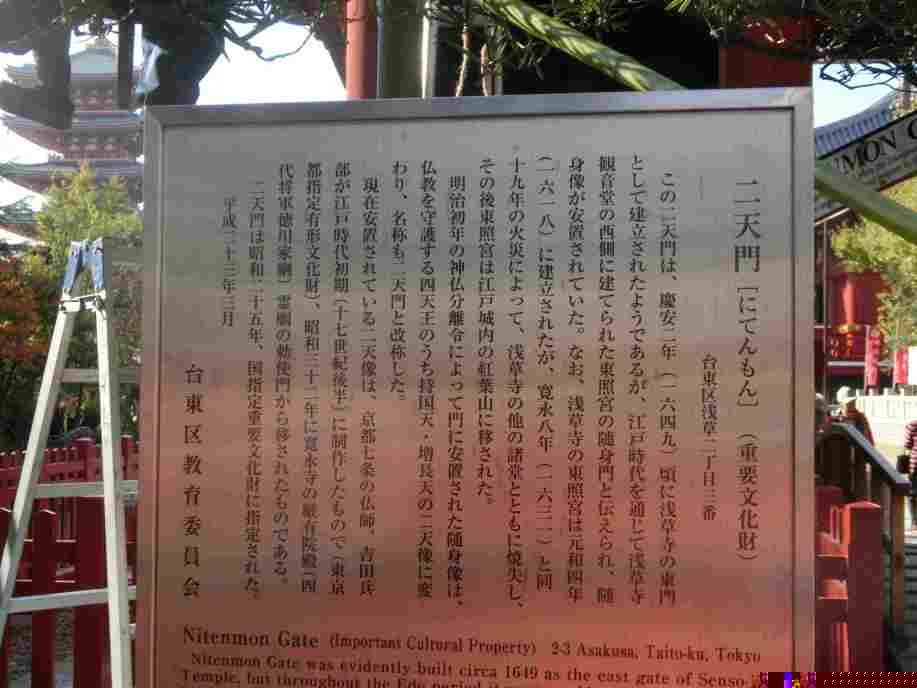 二天門[にてんもん](重要文化財)
台東区浅草二丁目三番
この二天門は、慶安二年(一六四九)頃に浅草寺の東門
として建立されたようであるが、江戸時代を通じて浅草寺
観音堂の西側に建てられた東照宮の随身門と伝えられ、随
身像が安置されていた。なお、浅草寺の東照宮は元和四年
(一六一八)に建立されたが、寛永八年(一六三一)と同
十九年の火災によって、浅草寺の他の諸堂とともに焼失し、
その後東照宮は江戸城内の紅葉山に移された。
明治初年の神仏分離令によって門に安置された随身像は、
仏教を守護する四天王のうち持国天・増長天の二天像に変
わり、名称も二天門と改称した。
現在安置されている二天像は、京都七条の仏師、吉田兵
部が江戸時代初期(十七世紀後半)に制作したもので(東京
都指定有形文化財)、昭和三十二年に寛永寺の厳有院殿(四
代将軍徳川家綱)霊廟の勅使門から移されたものである。
二天門は昭和二十五年、国指定重要文化財に指定された。
平成二十三年三月
台東区教育委員会
Nitenmon Gate (Important Cultural Property) 2-3 Asakusa, Taito-ku, Tokyo
Nitenmon Gate was evidently built circa 1649 as the east gate of Senso-ji
Temple, but throughout the Edo period
NMON G